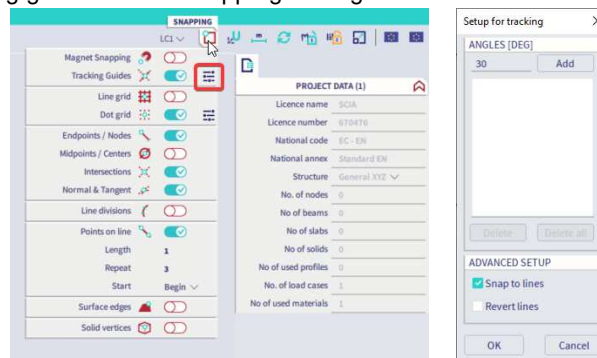 SNAPPING
LC1
Magnet Snapping
Tracking Guides
Line grid
Dot grid
Endpoints / Nodes
Midpoints / Centers
Intersections
Normal & Tangent
Line divisions
Points on line
Length 1
Repeat 3
Start Begin
Surface edges
Solid vertices
PROJECT DATA (1)
Licence name SCIA
Licence number 670476
National code EC - EN
National annex Standard EN
Structure General XYZ
No. of nodes 0
No of beams 0
No of slabs 0
No of solids 0
No of used profiles 0
No. of load cases 1
No of used materials 1
Setup for tracking
ANGLES [DEG]
30 Add
Delete Delete all
ADVANCED SETUP
Snap to lines
Revert lines
OK Cancel